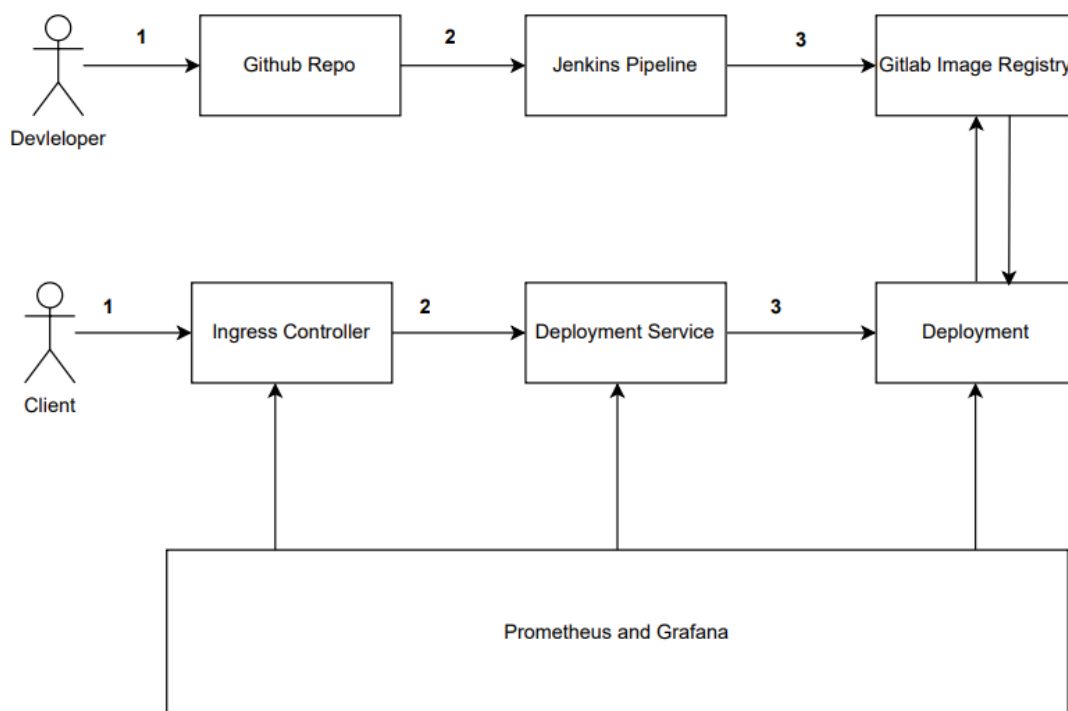 1
2
3
Github Repo
Jenkins Pipeline
Gitlab Image Registry
Devleloper
1
2
3
Ingress Controller
Deployment Service
Deployment
Client
Prometheus and Grafana